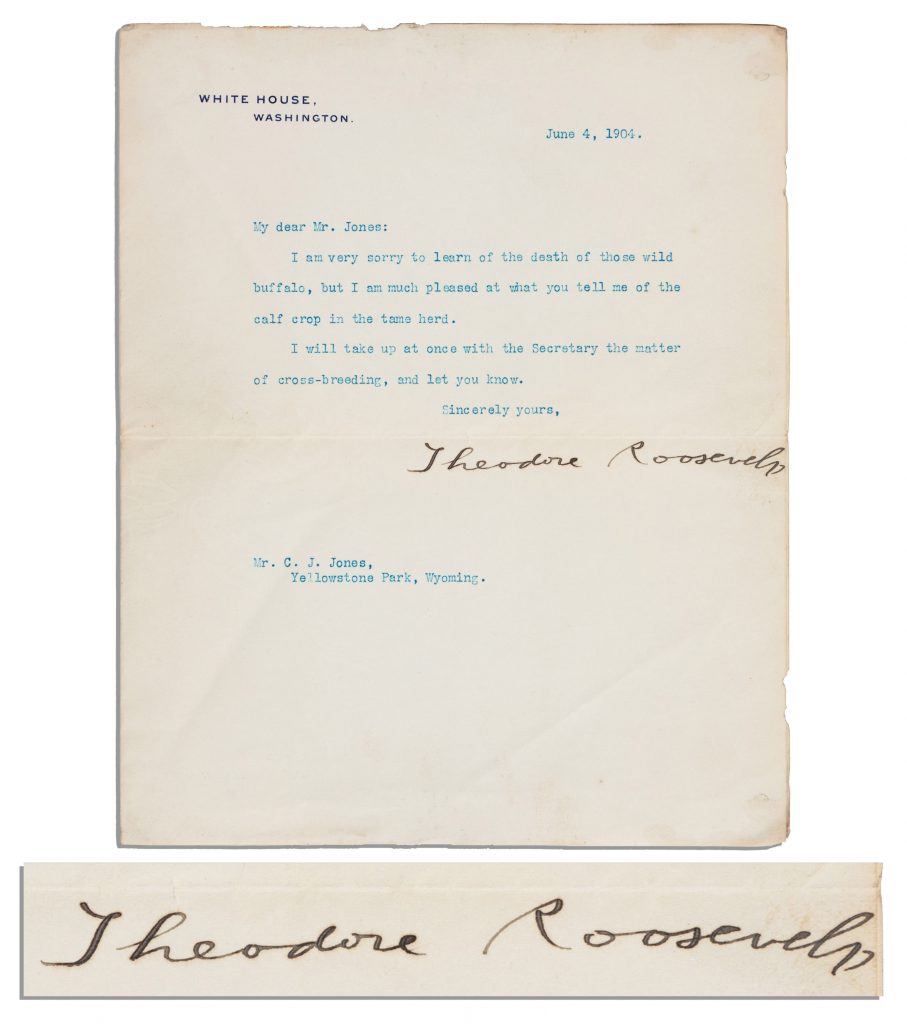 WHITE HOUSE,
WASHINGTON.
June 4, 1904.
My dear Mr. Jones:
I am very sorry to learn of the death of those wild
buffalo, but I am much pleased at what you tell me of the
calf crop in the tame herd.
I will take up at once with the Secretary the matter
of cross-breeding, and let you know.
Sincerely yours,
Theodore Roosevelt
Mr. C. J. Jones,
Yellowstone Park, Wyoming.
Theodore Roosevelt